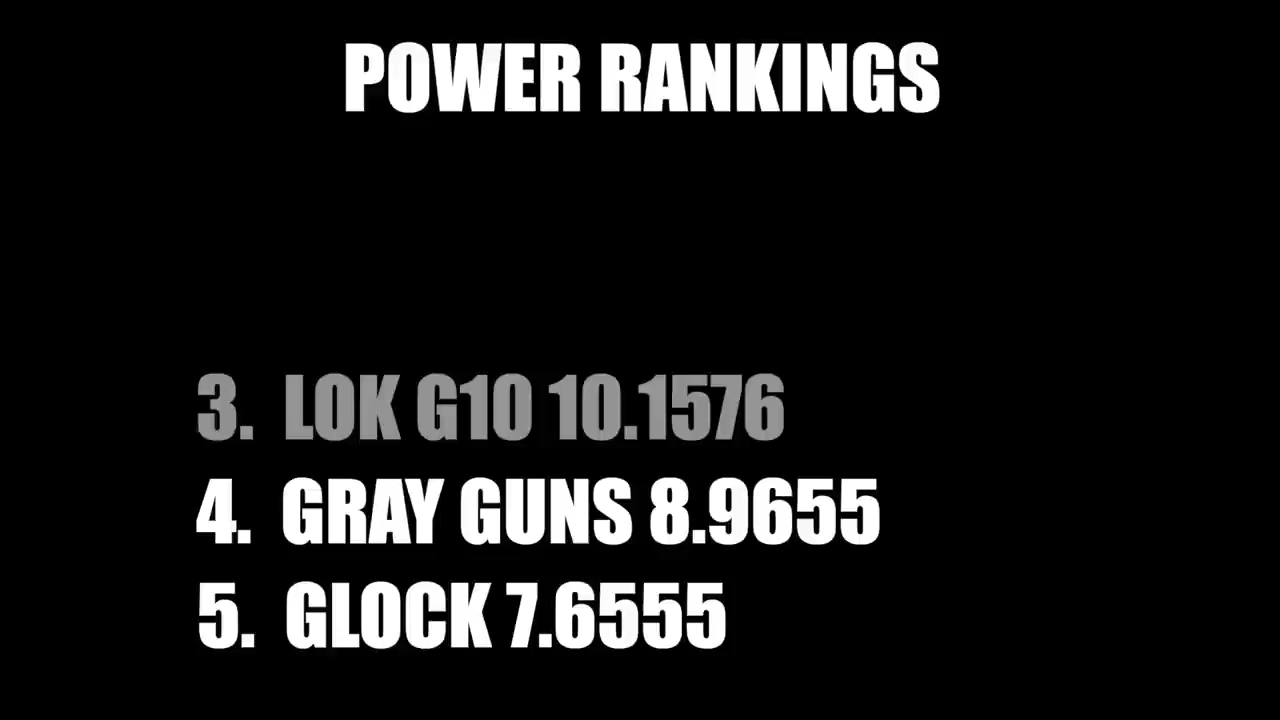 POWER RANKINGS
3. LOK G10 10.1576
4. GRAY GUNS 8.9655
5. GLOCK 7.6555